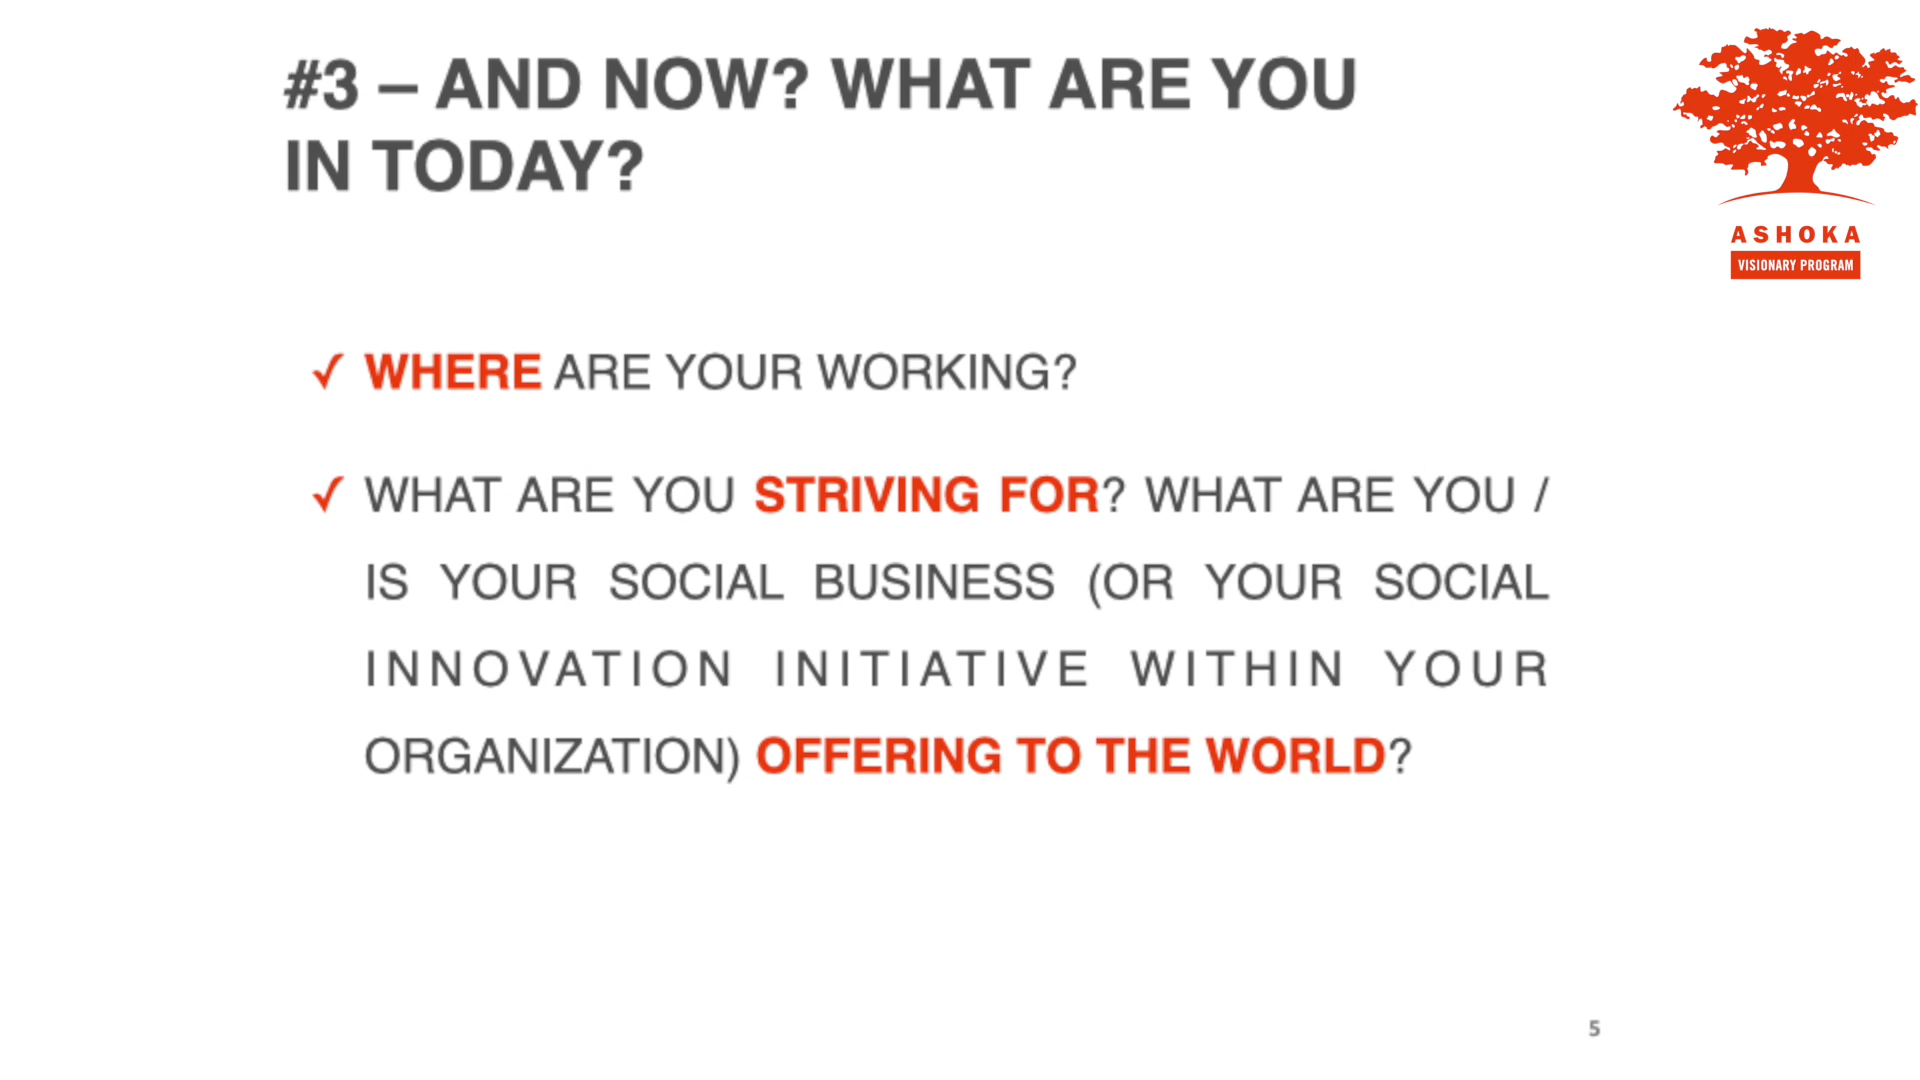 #3 – AND NOW? WHAT ARE YOU
IN TODAY?
ASHOKA
VISIONARY PROGRAM
✓ WHERE ARE YOUR WORKING?
✓ WHAT ARE YOU STRIVING FOR? WHAT ARE YOU /
IS YOUR SOCIAL BUSINESS (OR YOUR SOCIAL
INNOVATION INITIATIVE WITHIN YOUR
ORGANIZATION) OFFERING TO THE WORLD?
5